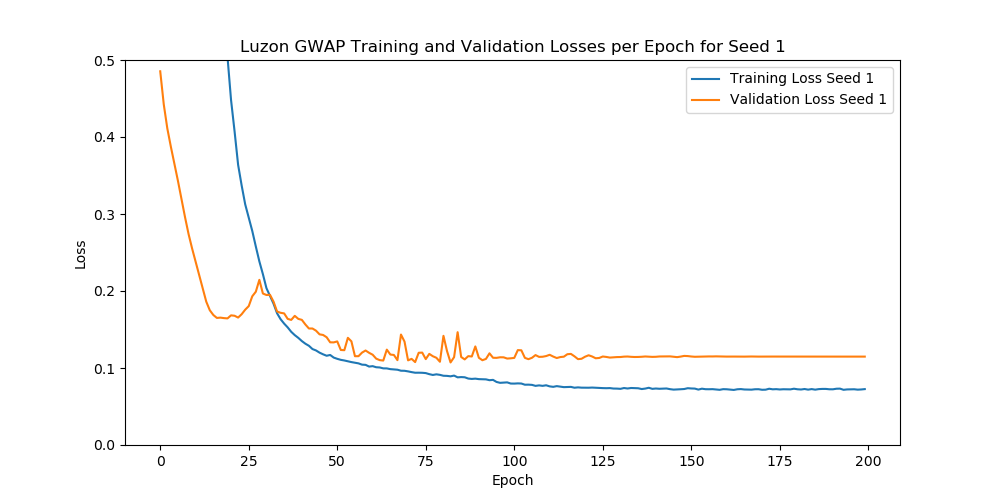 Luzon GWAP Training and Validation Losses per Epoch for Seed 1
Training Loss Seed 1
Validation Loss Seed 1
0.5
0.4
0.3
0.2
0.1
0.0
Loss
0 25 50 75 100 125 150 175 200
Epoch